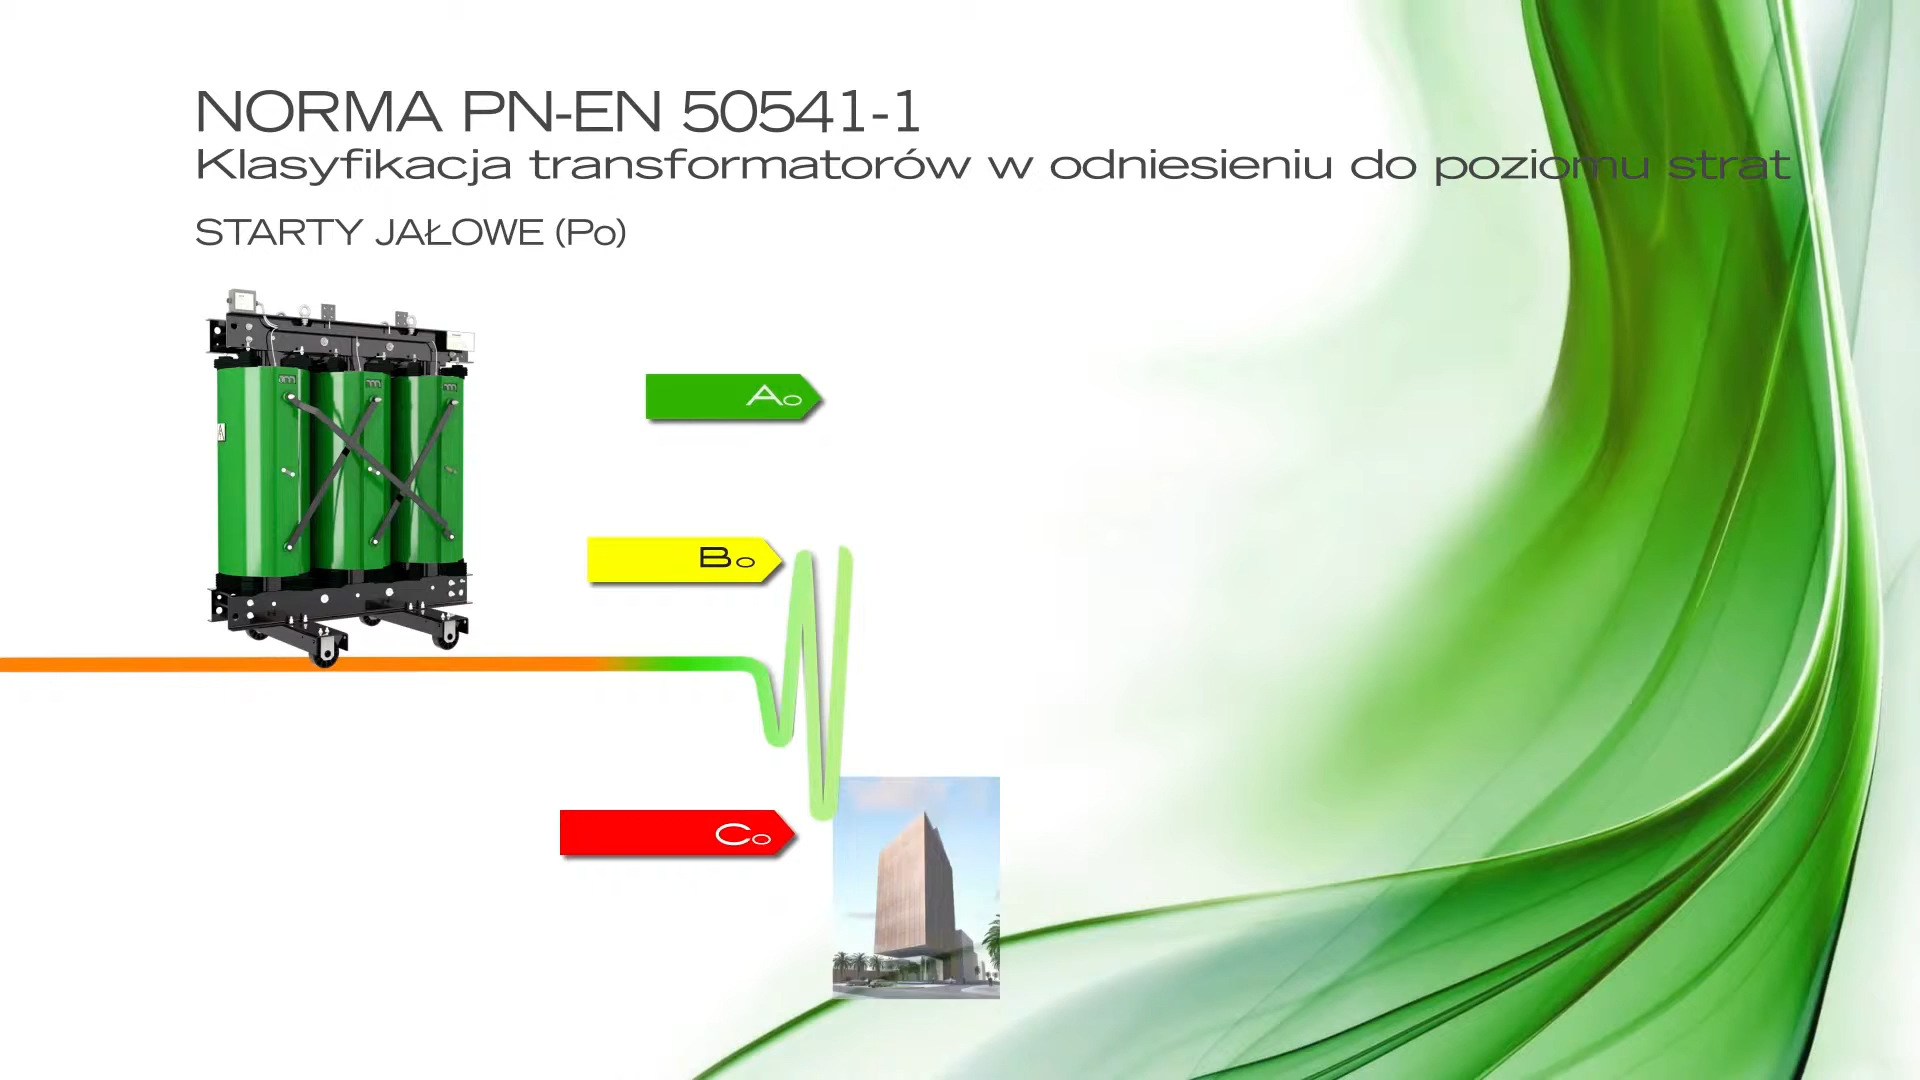 NORMA PN-EN 50541-1
Klasyfikacja transformatorów w odniesieniu do poziomu strat
STARTY JAŁOWE (Po)
Ao
Bo
Co